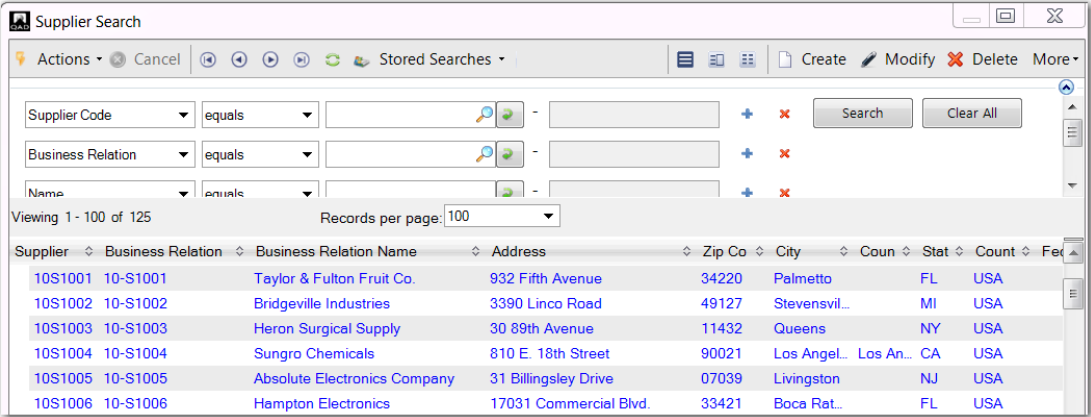 QAD Supplier Search
Actions Cancel Stored Searches Create Modify Delete More
Supplier Code equals - Search Clear All
Business Relation equals -
Name equals -
Viewing 1 - 100 of 125 Records per page: 100
Supplier Business Relation Business Relation Name Address Zip Co City Coun Stat Count Fed
10S1001 10-S1001 Taylor & Fulton Fruit Co. 932 Fifth Avenue 34220 Palmetto FL USA
10S1002 10-S1002 Bridgeville Industries 3390 Linco Road 49127 Stevensvil... MI USA
10S1003 10-S1003 Heron Surgical Supply 30 89th Avenue 11432 Queens NY USA
10S1004 10-S1004 Sungro Chemicals 810 E. 18th Street 90021 Los Angel... Los An... CA USA
10S1005 10-S1005 Absolute Electronics Company 31 Billingsley Drive 07039 Livingston NJ USA
10S1006 10-S1006 Hampton Electronics 17031 Commercial Blvd. 33421 Boca Rat... FL USA